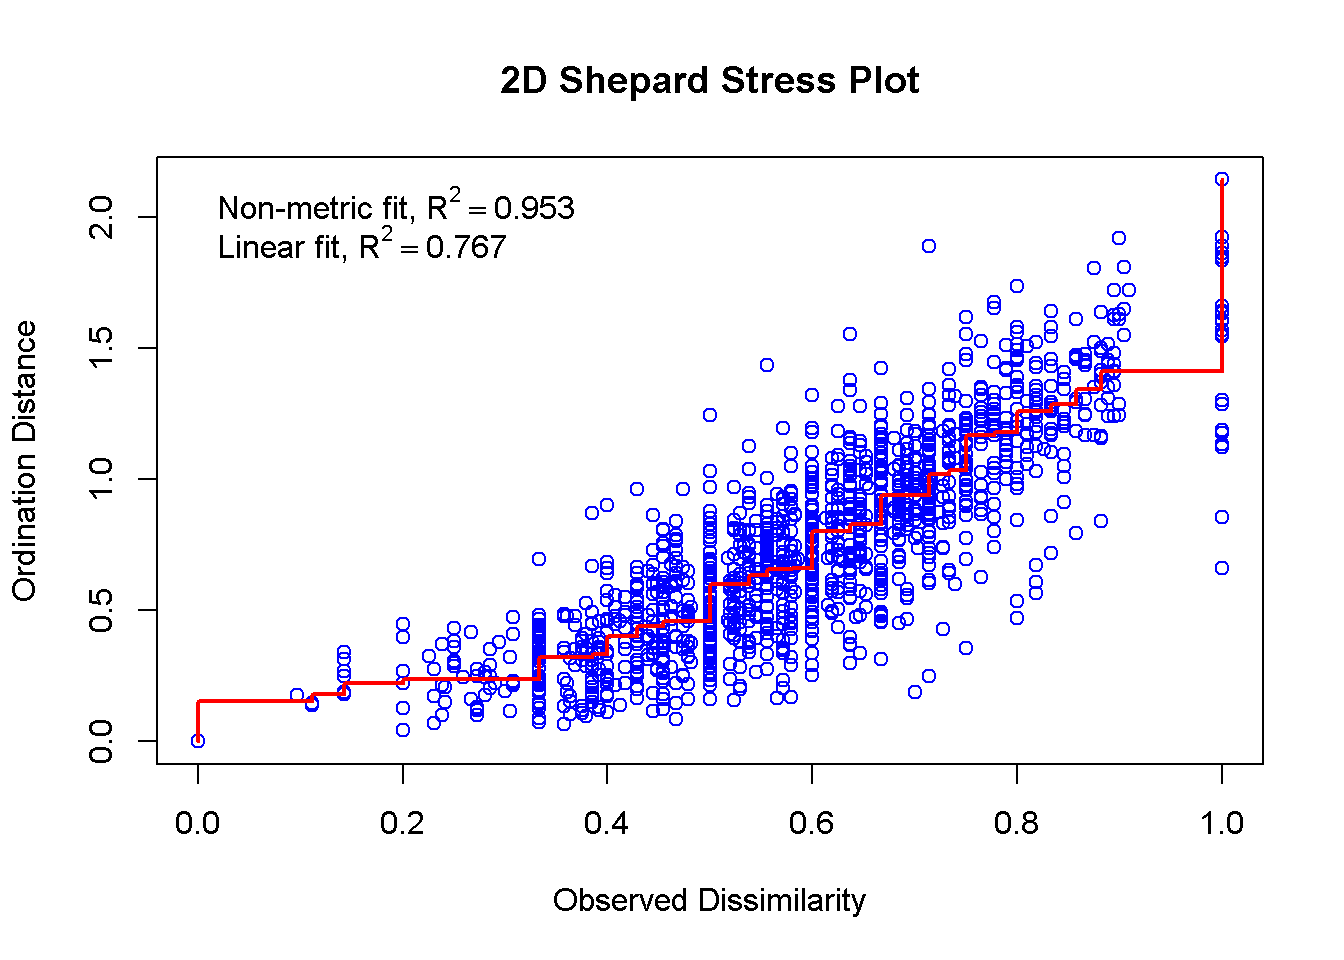 2D Shepard Stress Plot
Non-metric fit, R² = 0.953
Linear fit, R² = 0.767
Ordination Distance
2.0
1.5
1.0
0.5
0.0
0.0 0.2 0.4 0.6 0.8 1.0
Observed Dissimilarity